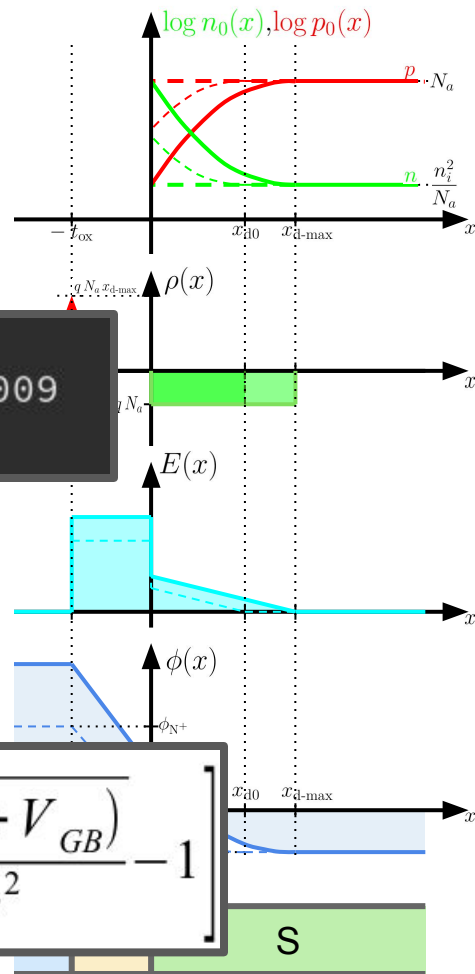 log n₀(x),log p₀(x)
p
Nₐ
n
nᵢ²/Nₐ
−t_ox
x_d0
x_d-max
x
q Nₐ x_d-max
ρ(x)
009
x
q Nₐ
E(x)
x
ϕ(x)
ϕ_N⁺
V_GB)
2
−1]
x_d0
x_d-max
x
S